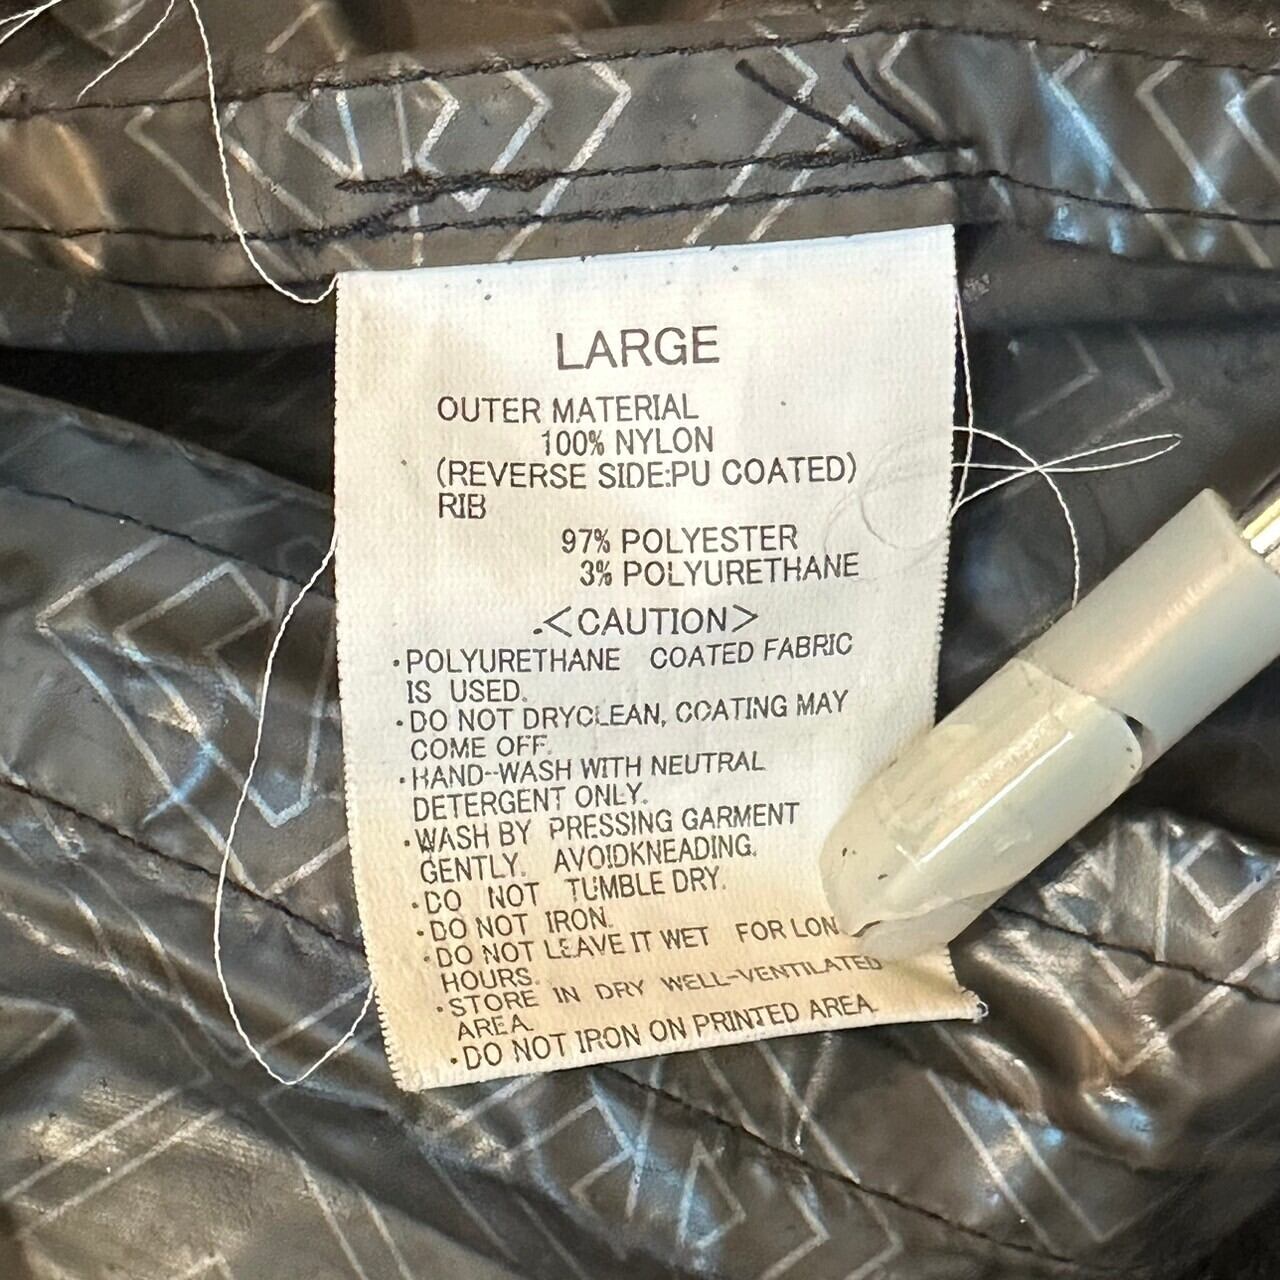 LARGE
OUTER MATERIAL
100% NYLON
(REVERSE SIDE:PU COATED)
RIB
97% POLYESTER
3% POLYURETHANE
.<CAUTION>
・POLYURETHANE COATED FABRIC
IS USED.
・DO NOT DRYCLEAN, COATING MAY
COME OFF.
・HAND-WASH WITH NEUTRAL
DETERGENT ONLY.
・WASH BY PRESSING GARMENT
GENTLY. AVOIDKNEADING.
・DO NOT TUMBLE DRY.
・DO NOT IRON.
・DO NOT LEAVE IT WET FOR LON
HOURS.
・STORE IN DRY WELL-VENTILATED
AREA.
・DO NOT IRON ON PRINTED AREA.